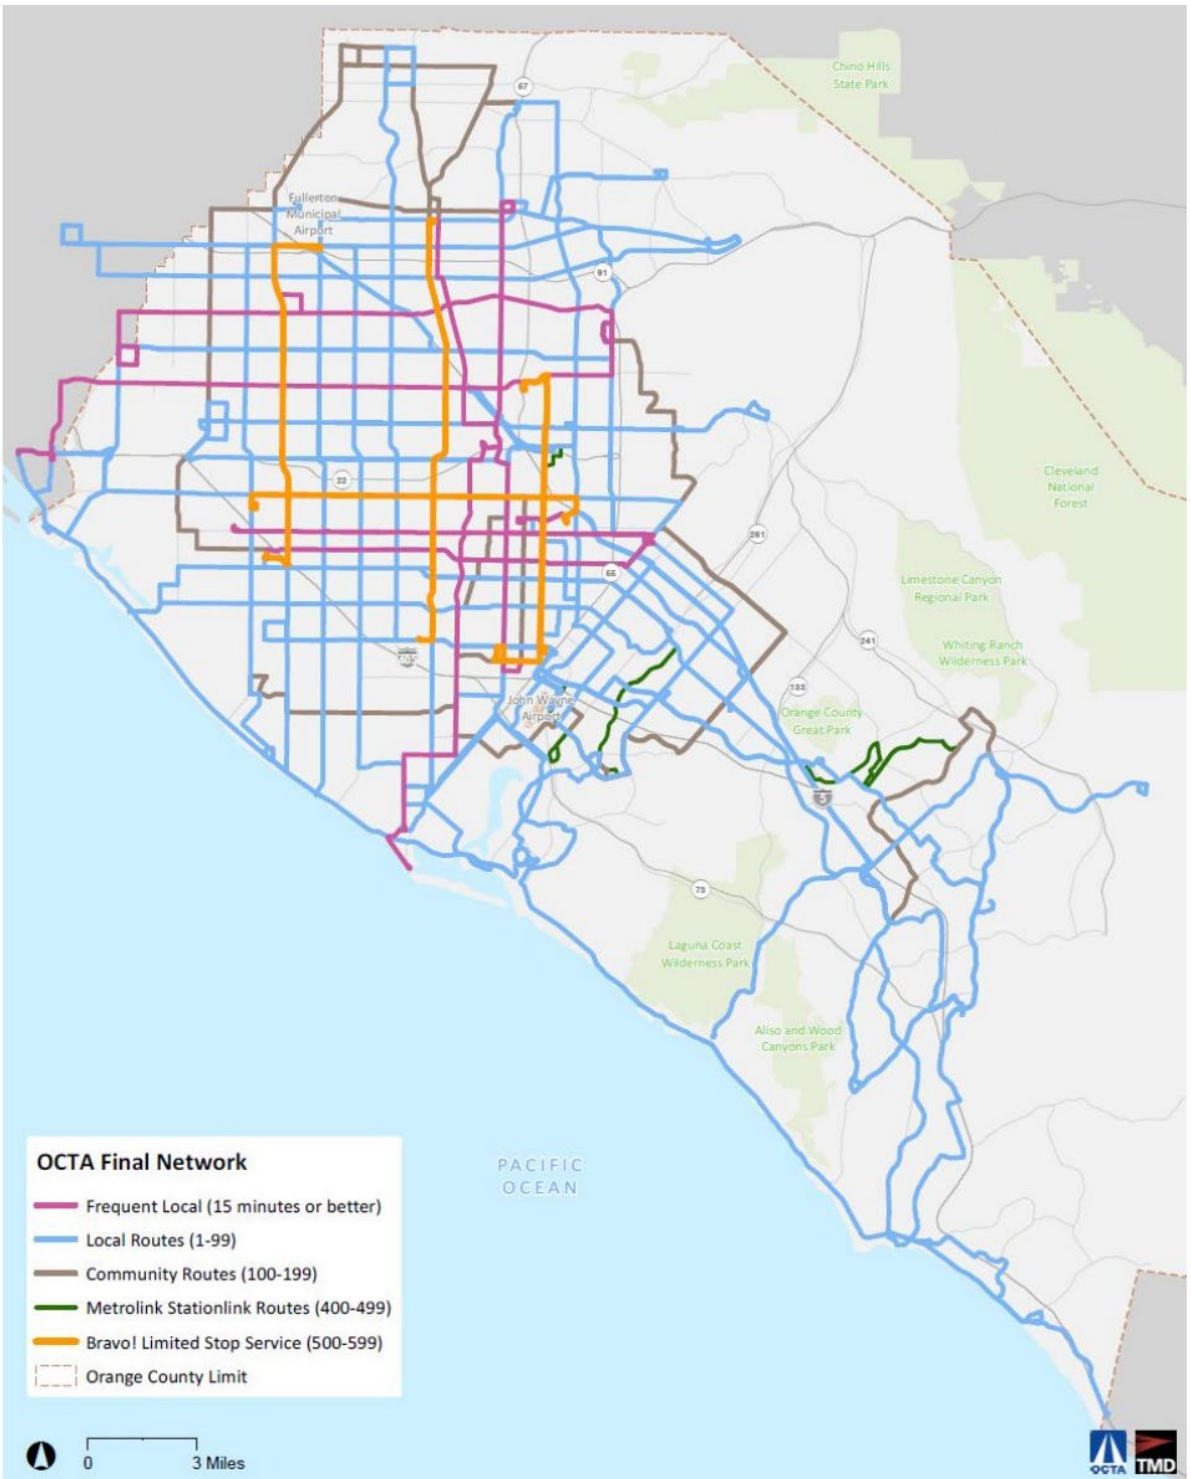 Chino Hills
State Park
57
Fullerton
Municipal
Airport
91
Cleveland
National
Forest
22
261
55
Limestone Canyon
Regional Park
241
Whiting Ranch
Wilderness Park
405
133
John Wayne
Airport
Orange County
Great Park
5
73
Laguna Coast
Wilderness Park
Aliso and Wood
Canyons Park
PACIFIC
OCEAN
OCTA Final Network
Frequent Local (15 minutes or better)
Local Routes (1-99)
Community Routes (100-199)
Metrolink Stationlink Routes (400-499)
Bravo! Limited Stop Service (500-599)
Orange County Limit
0
3 Miles
OCTA
TMD